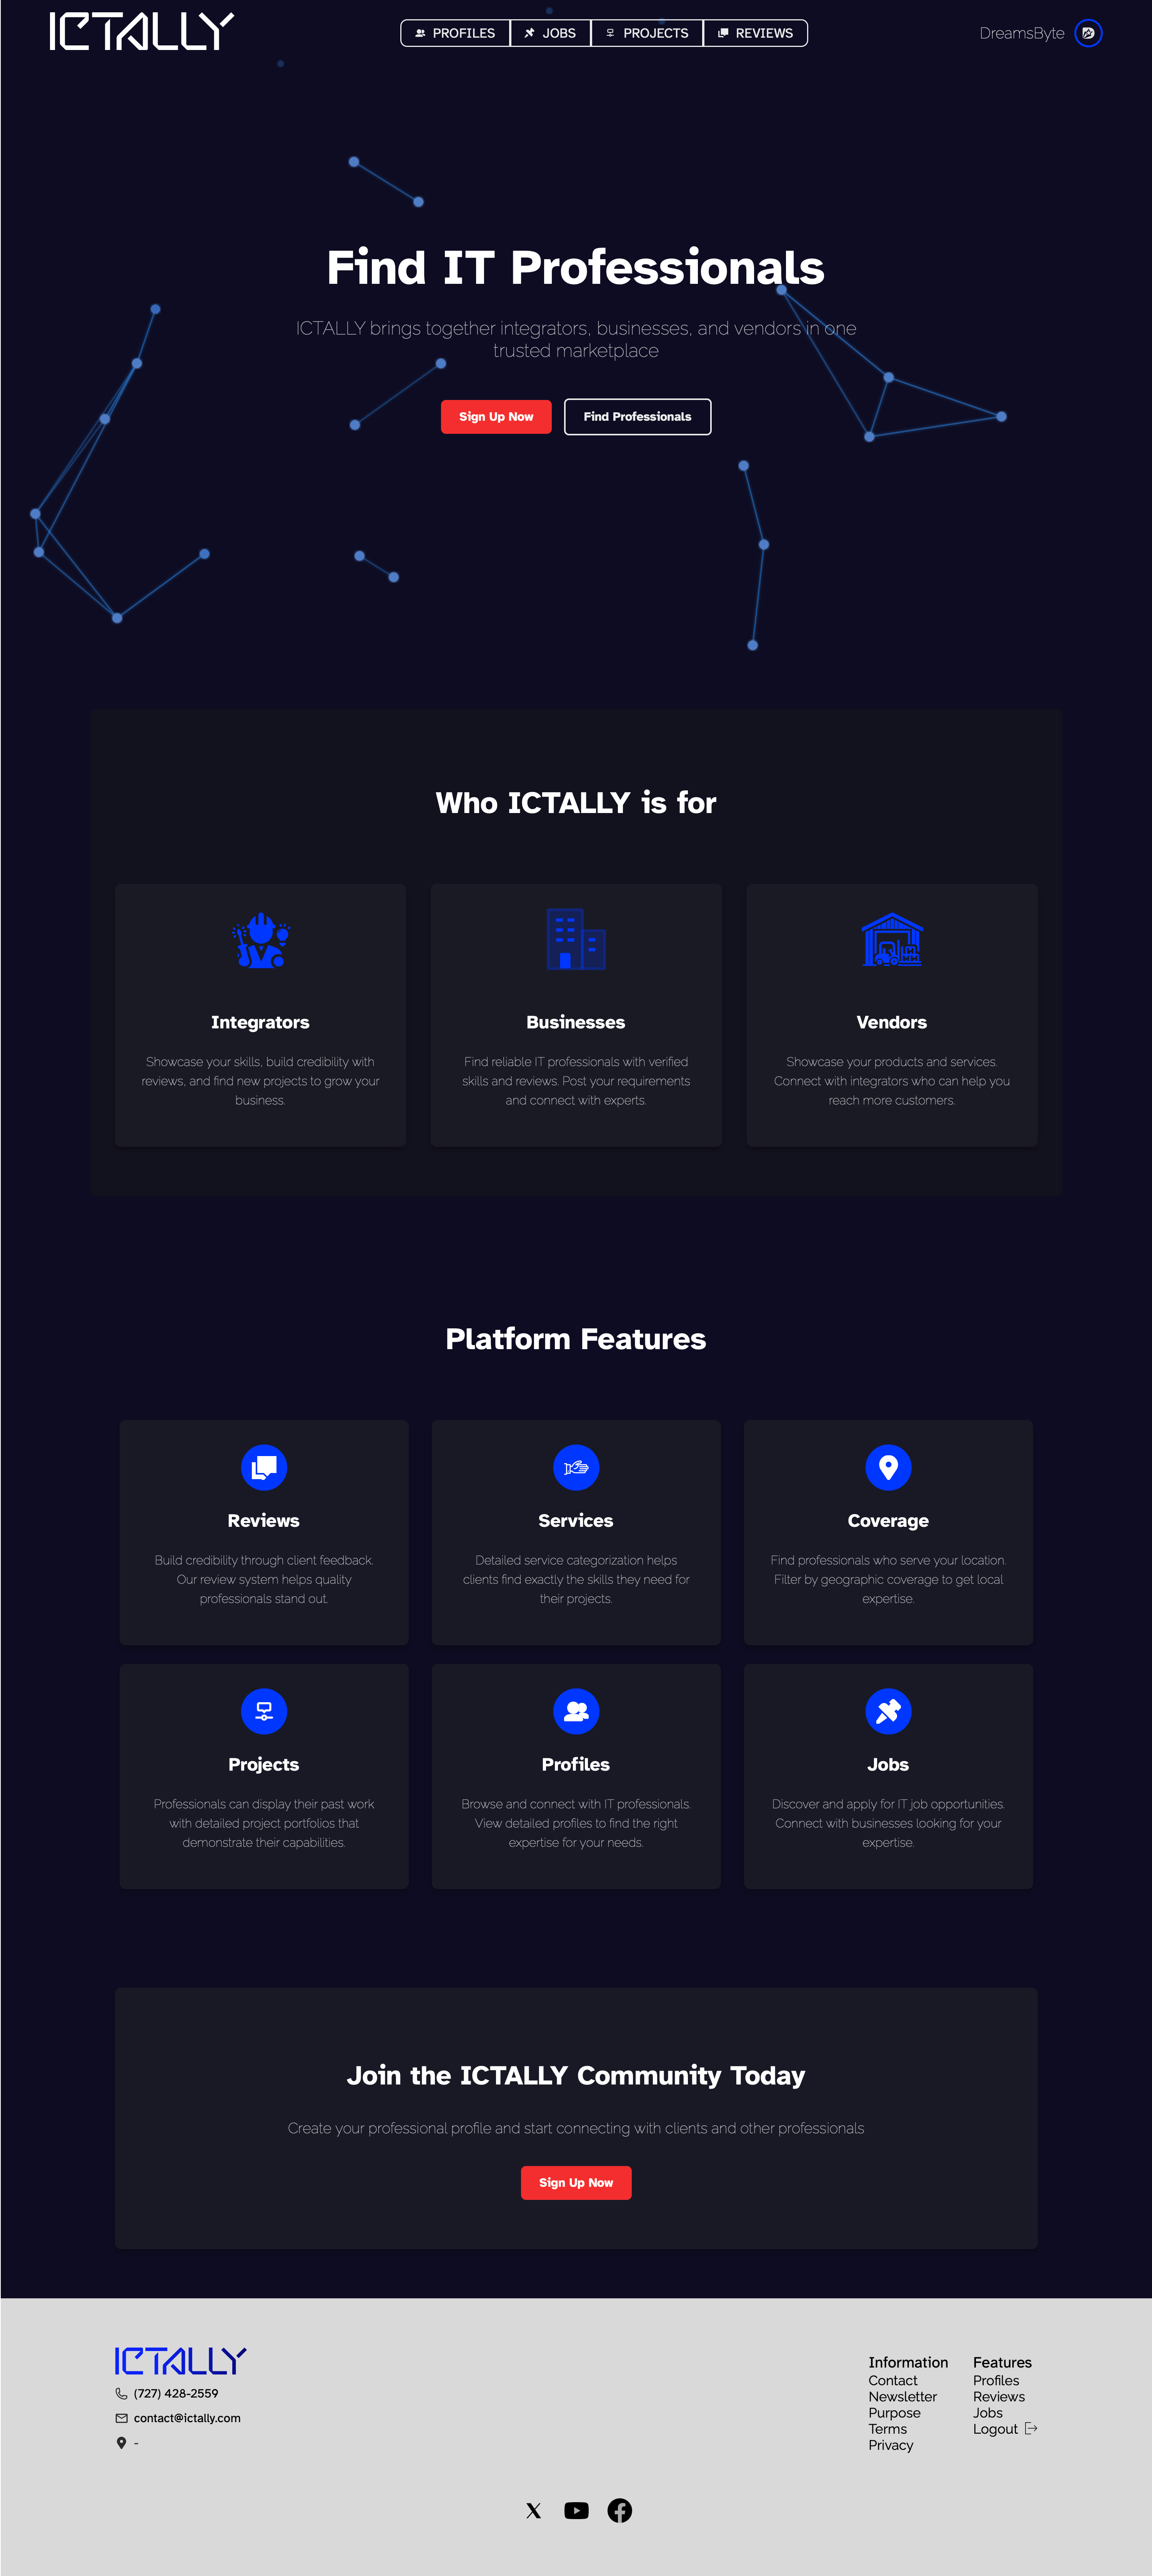 ICTALLY
PROFILES
JOBS
PROJECTS
REVIEWS
DreamsByte
Find IT Professionals
ICTALLY brings together integrators, businesses, and vendors in one
trusted marketplace
Sign Up Now
Find Professionals
Who ICTALLY is for
Integrators
Showcase your skills, build credibility with
reviews, and find new projects to grow your
business.
Businesses
Find reliable IT professionals with verified
skills and reviews. Post your requirements
and connect with experts.
Vendors
Showcase your products and services.
Connect with integrators who can help you
reach more customers.
Platform Features
Reviews
Build credibility through client feedback.
Our review system helps quality
professionals stand out.
Services
Detailed service categorization helps
clients find exactly the skills they need for
their projects.
Coverage
Find professionals who serve your location.
Filter by geographic coverage to get local
expertise.
Projects
Professionals can display their past work
with detailed project portfolios that
demonstrate their capabilities.
Profiles
Browse and connect with IT professionals.
View detailed profiles to find the right
expertise for your needs.
Jobs
Discover and apply for IT job opportunities.
Connect with businesses looking for your
expertise.
Join the ICTALLY Community Today
Create your professional profile and start connecting with clients and other professionals
Sign Up Now
ICTALLY
(727) 428-2559
contact@ictally.com
-
Information
Contact
Newsletter
Purpose
Terms
Privacy
Features
Profiles
Reviews
Jobs
Logout